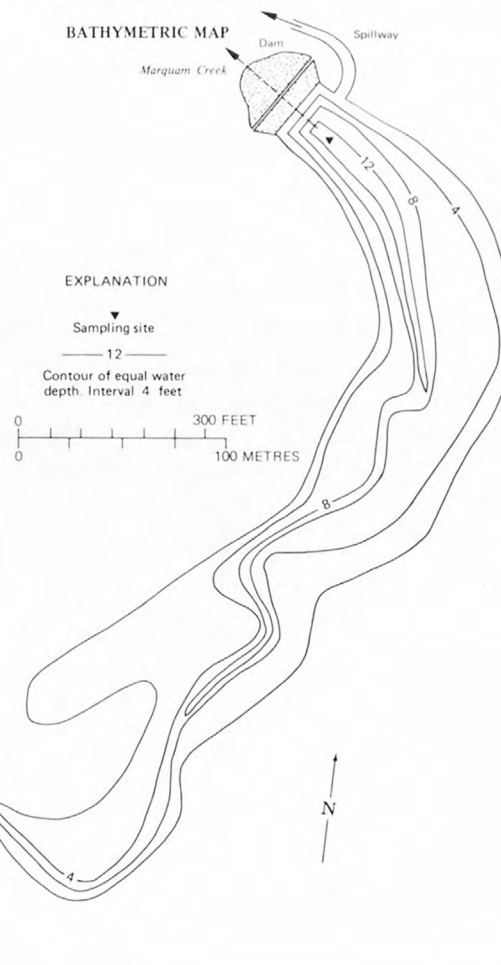 BATHYMETRIC MAP
Dam
Spillway
Marquam Creek
12
8
4
EXPLANATION
Sampling site
12
Contour of equal water
depth. Interval 4 feet
0 300 FEET
0 100 METRES
8
N
4